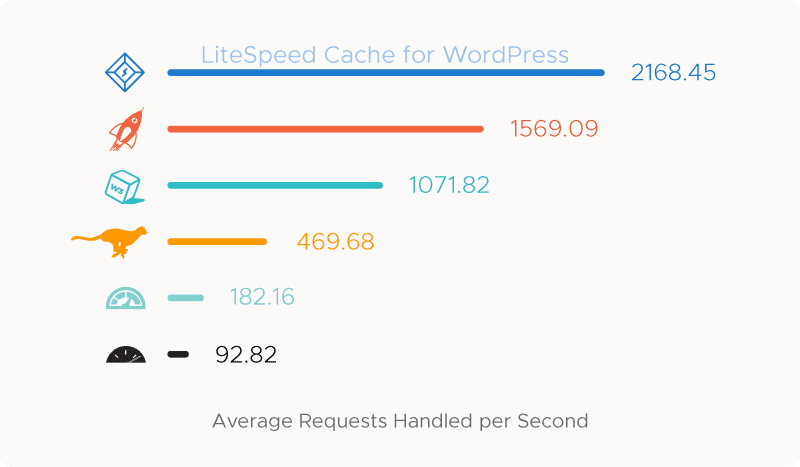 LiteSpeed Cache for WordPress
2168.45
1569.09
W3
1071.82
469.68
182.16
92.82
Average Requests Handled per Second